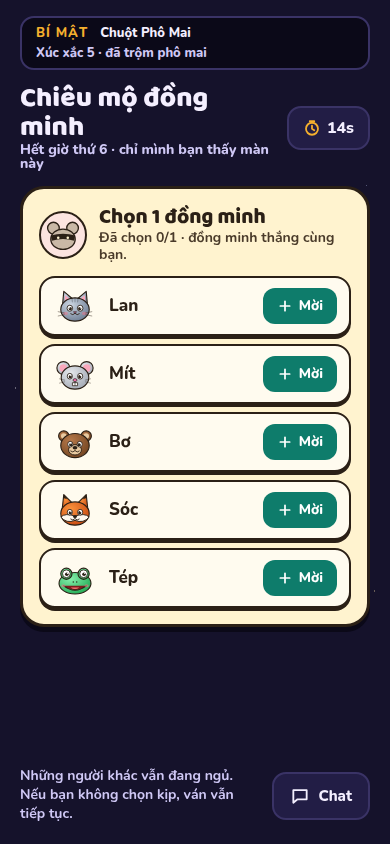 BÍ MẬT Chuột Phô Mai
Xúc xắc 5 · đã trộm phô mai
Chiêu mộ đồng
minh
Hết giờ thứ 6 · chỉ mình bạn thấy màn
này
14s
Chọn 1 đồng minh
Đã chọn 0/1 · đồng minh thắng cùng
bạn.
Lan
+ Mời
Mít
+ Mời
Bơ
+ Mời
Sóc
+ Mời
Tép
+ Mời
Những người khác vẫn đang ngủ.
Nếu bạn không chọn kịp, ván vẫn
tiếp tục.
Chat